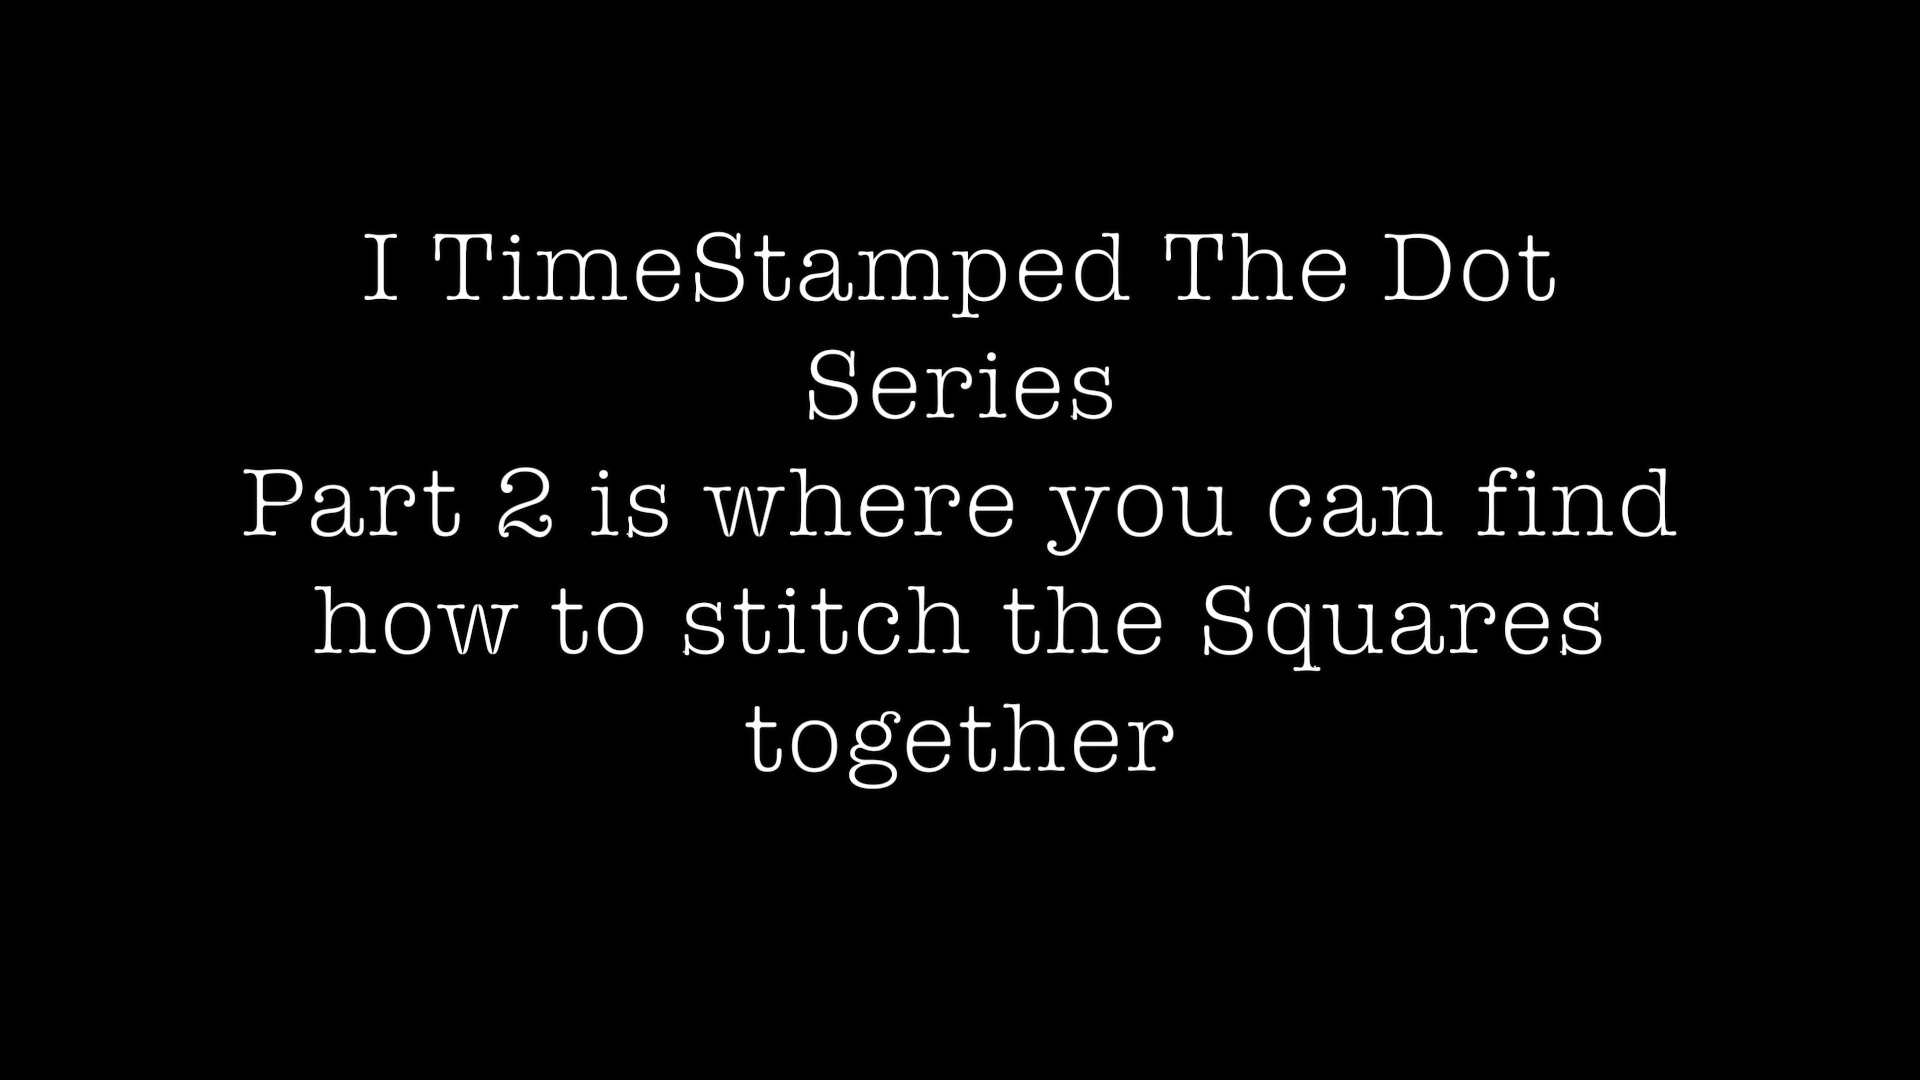 I TimeStamped The Dot
Series
Part 2 is where you can find
how to stitch the Squares
together